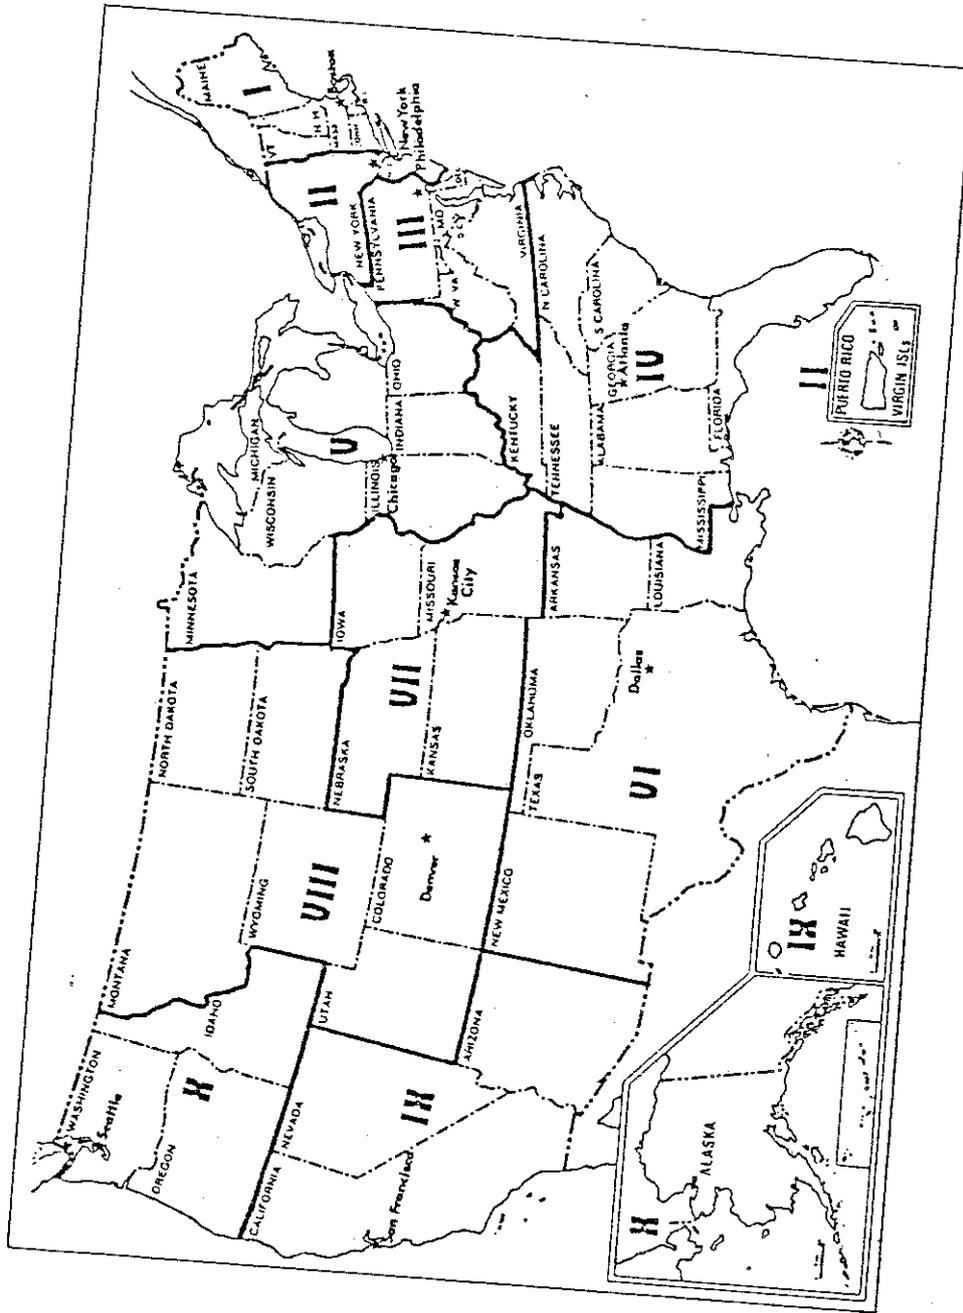 WASHINGTON
Seattle
X
OREGON
IDAHO
MONTANA
NORTH DAKOTA
SOUTH DAKOTA
MINNESOTA
WISCONSIN
MICHIGAN
MAINE
I
VT
N H
MASS
Boston
II
NEW YORK
New York
Philadelphia
PENNSYLVANIA
III
WYOMING
VIII
NEBRASKA
IOWA
V
ILLINOIS
Chicago
INDIANA
OHIO
W VA
MD
VIRGINIA
CALIFORNIA
NEVADA
San Francisco
IX
UTAH
COLORADO
Denver
KANSAS
VII
MISSOURI
Kansas City
KENTUCKY
N CAROLINA
TENNESSEE
S CAROLINA
ARIZONA
NEW MEXICO
TEXAS
OKLAHOMA
ARKANSAS
ALABAMA
GEORGIA
Atlanta
IV
VI
Dallas
LOUISIANA
MISSISSIPPI
FLORIDA
X
ALASKA
IX
HAWAII
II
PUERTO RICO
VIRGIN ISLs